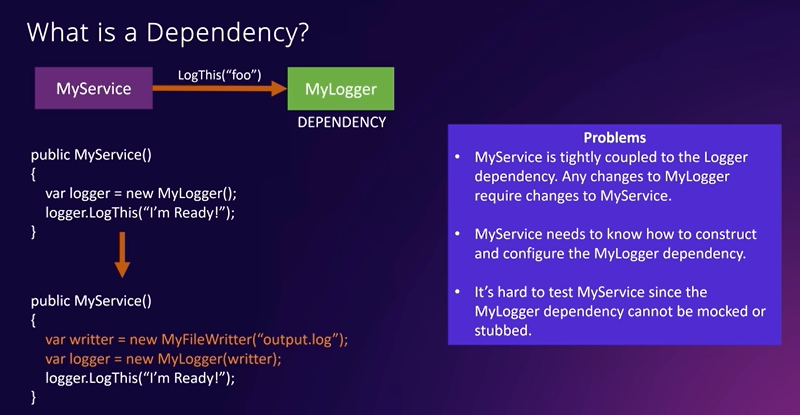 What is a Dependency?
LogThis(“foo”)
MyService
MyLogger
DEPENDENCY
public MyService()
{
var logger = new MyLogger();
logger.LogThis(“I’m Ready!”);
}
public MyService()
{
var writter = new MyFileWritter(“output.log”);
var logger = new MyLogger(writter);
logger.LogThis(“I’m Ready!”);
}
Problems
• MyService is tightly coupled to the Logger
dependency. Any changes to MyLogger
require changes to MyService.
• MyService needs to know how to construct
and configure the MyLogger dependency.
• It’s hard to test MyService since the
MyLogger dependency cannot be mocked or
stubbed.